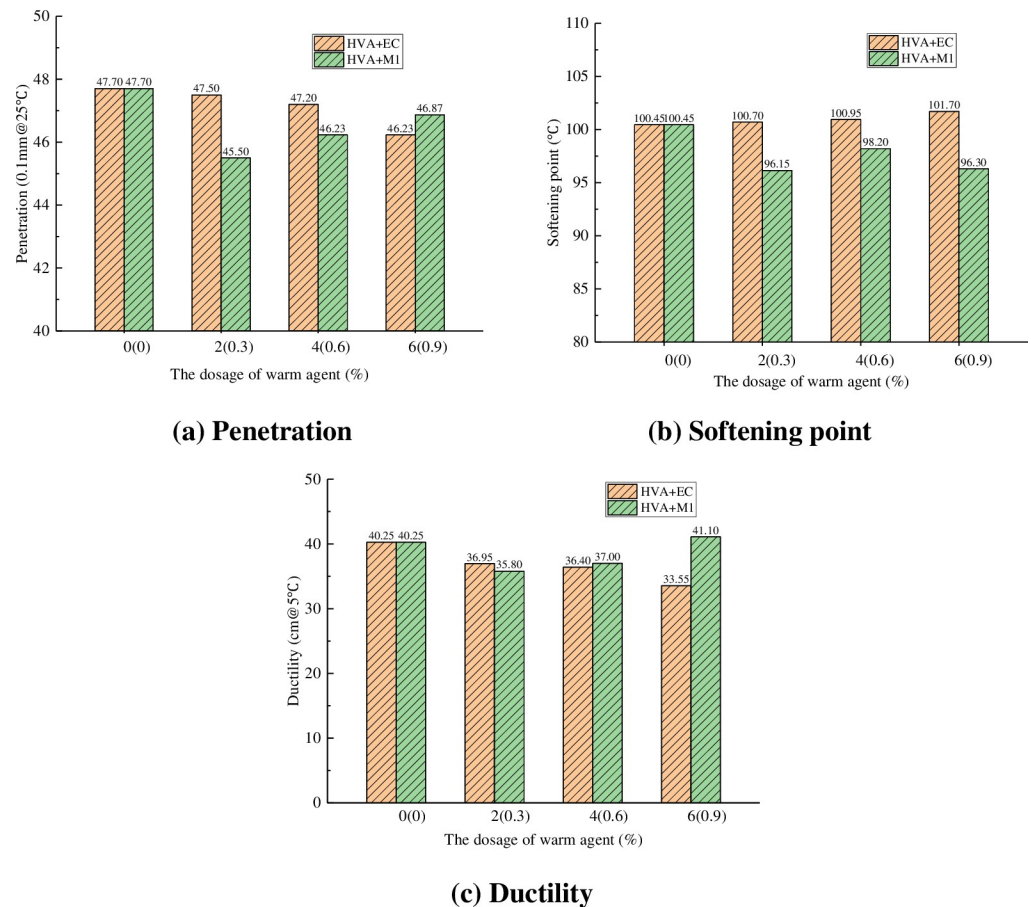 50
48
46
44
42
40
Penetration (0.1mm@25℃)
HVA+EC
HVA+M1
47.70 47.70
47.50
45.50
47.20
46.23
46.23
46.87
0(0) 2(0.3) 4(0.6) 6(0.9)
The dosage of warm agent (%)
(a) Penetration
110
105
100
95
90
85
80
Softening point (℃)
HVA+EC
HVA+M1
100.45 100.45
100.70
96.15
100.95
98.20
101.70
96.30
0(0) 2(0.3) 4(0.6) 6(0.9)
The dosage of warm agent (%)
(b) Softening point
50
40
30
20
10
0
Ductility (cm@5℃)
HVA+EC
HVA+M1
40.25 40.25
36.95
35.80
36.40
37.00
33.55
41.10
0(0) 2(0.3) 4(0.6) 6(0.9)
The dosage of warm agent (%)
(c) Ductility